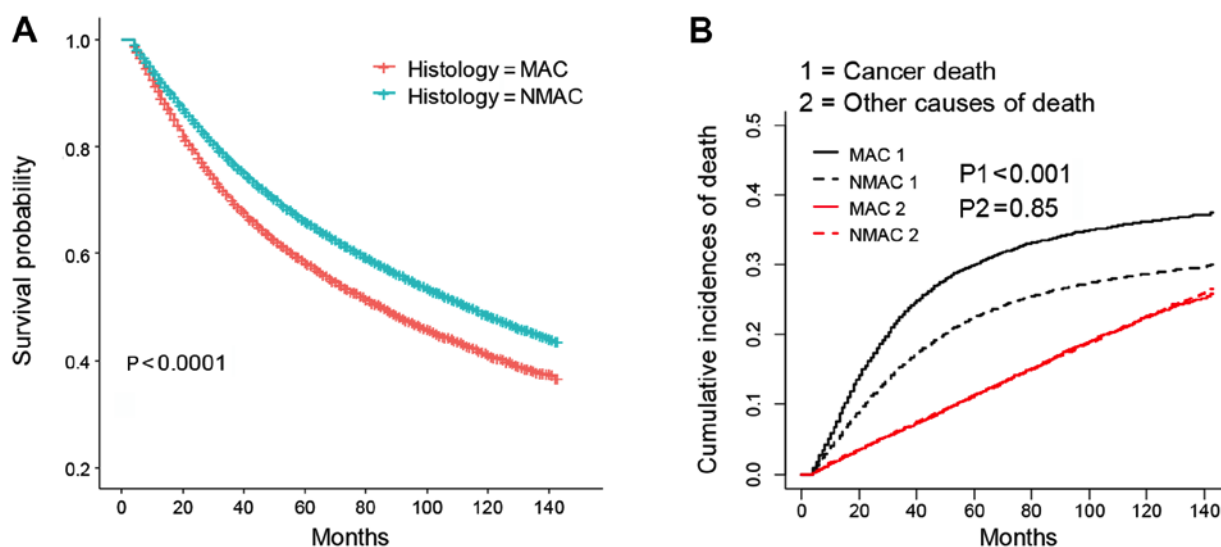 A
Survival probability
1.0
0.8
0.6
0.4
0.2
Histology = MAC
Histology = NMAC
P<0.0001
0 20 40 60 80 100 120 140
Months
B
1 = Cancer death
2 = Other causes of death
Cumulative incidences of death
0.5
0.4
0.3
0.2
0.1
0.0
MAC 1
NMAC 1
MAC 2
NMAC 2
P1<0.001
P2=0.85
0 20 40 60 80 100 120 140
Months